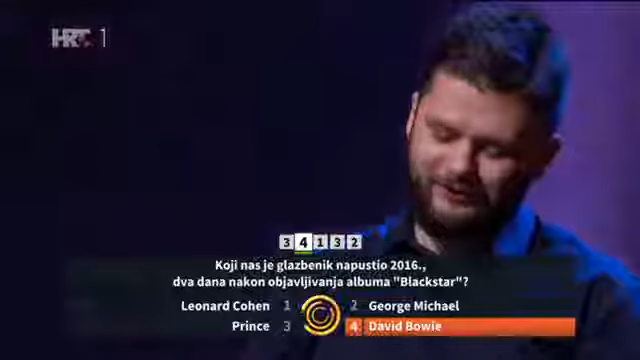 HRT 1
3 4 1 3 2
Koji nas je glazbenik napustio 2016.,
dva dana nakon objavljivanja albuma "Blackstar"?
Leonard Cohen 1 2 George Michael
Prince 3 4 David Bowie